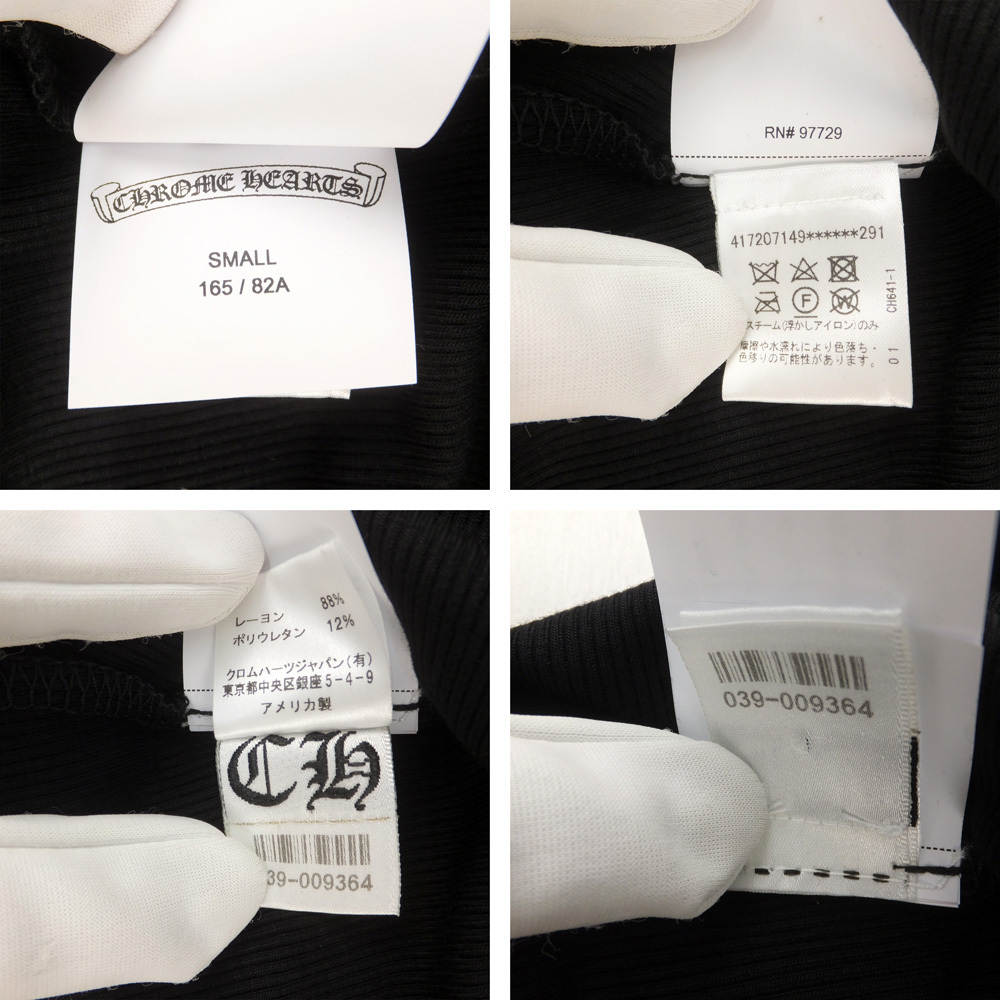 CHROME HEARTS
SMALL
165 / 82A
RN# 97729
417207149******291
F
W
スチーム(浮かしアイロン)のみ
摩擦や水濡れにより色落ち・
色移りの可能性があります。
CH641-1
01
レーヨン 88%
ポリウレタン 12%
クロムハーツジャパン(有)
東京都中央区銀座5-4-9
アメリカ製
CH
39-009364
039-009364